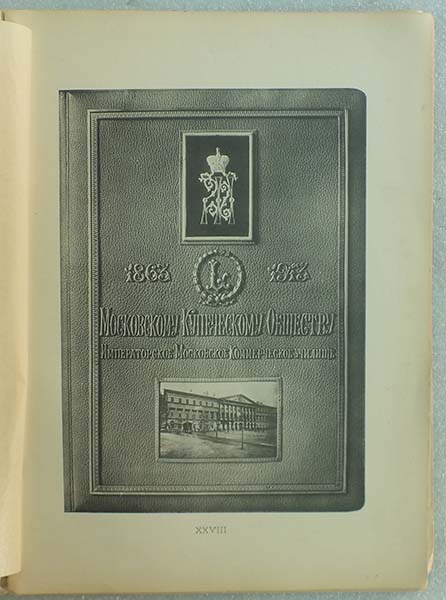 1863 L 1913
Московскому Купеческому Обществу
Императорское Московское Коммерческое Училище
XXVIII